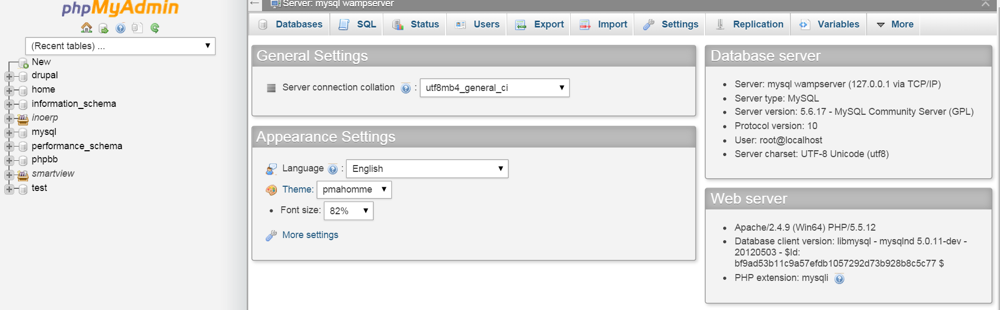 phpMyAdmin
(Recent tables) ...
New
drupal
home
information_schema
inoerp
mysql
performance_schema
phpbb
smartview
test
Server: mysql wampserver
Databases SQL Status Users Export Import Settings Replication Variables More
General Settings
Server connection collation : utf8mb4_general_ci
Appearance Settings
Language : English
Theme: pmahomme
Font size: 82%
More settings
Database server
Server: mysql wampserver (127.0.0.1 via TCP/IP)
Server type: MySQL
Server version: 5.6.17 - MySQL Community Server (GPL)
Protocol version: 10
User: root@localhost
Server charset: UTF-8 Unicode (utf8)
Web server
Apache/2.4.9 (Win64) PHP/5.5.12
Database client version: libmysql - mysqlnd 5.0.11-dev -
20120503 - $Id:
bf9ad53b11c9a57efdb1057292d73b928b8c5c77 $
PHP extension: mysqli